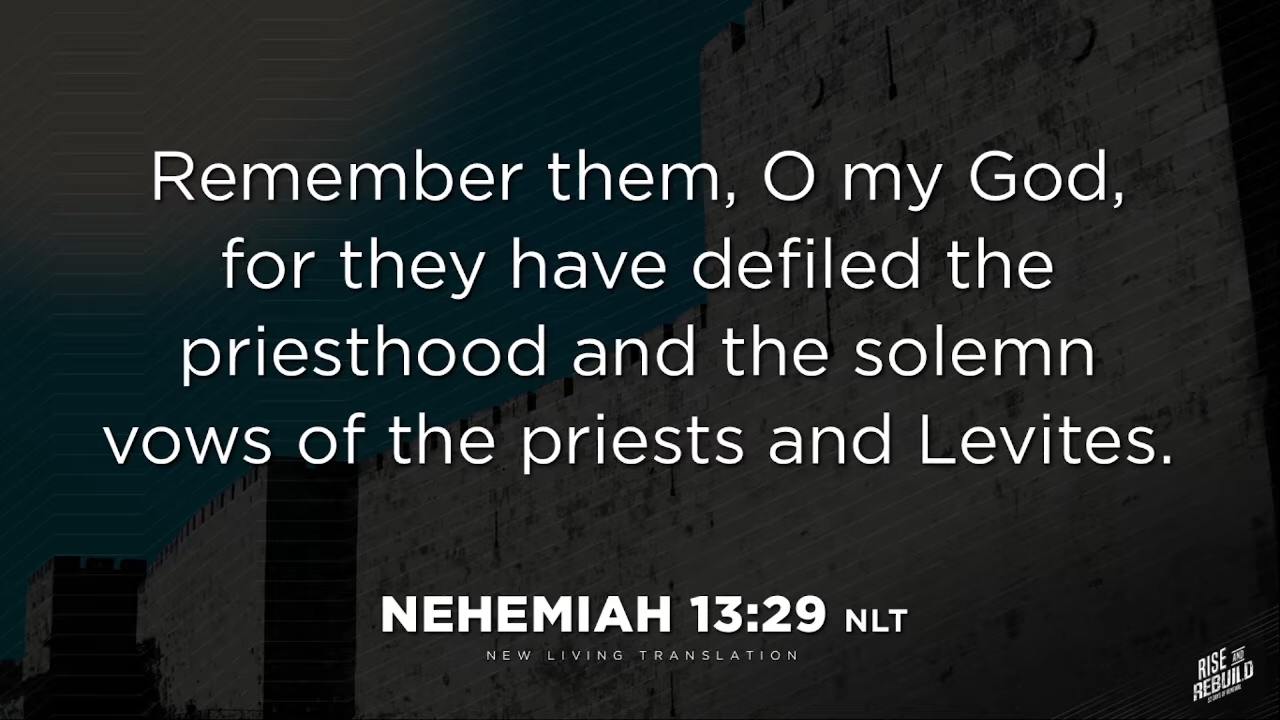 Remember them, O my God,
for they have defiled the
priesthood and the solemn
vows of the priests and Levites.
NEHEMIAH 13:29 NLT
NEW LIVING TRANSLATION
RISE AND
REBUILD